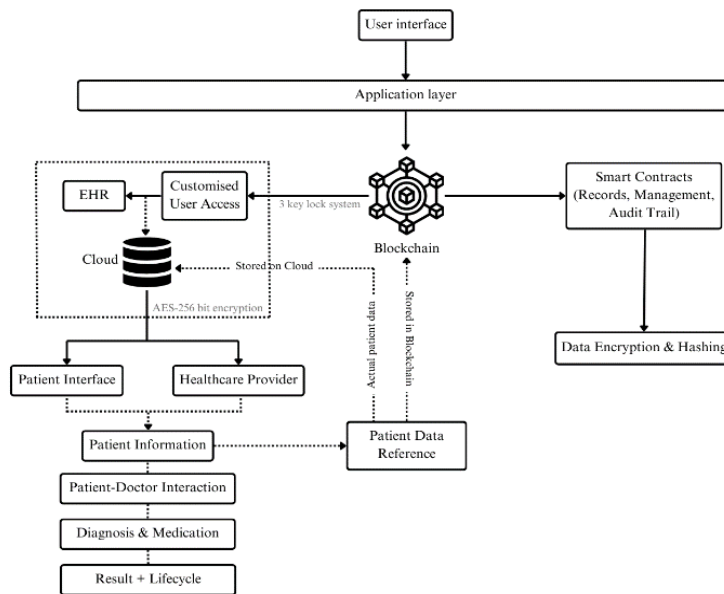 User interface
Application layer
EHR
Customised
User Access
3 key lock system
Blockchain
Smart Contracts
(Records, Management,
Audit Trail)
Cloud
Stored on Cloud
AES-256 bit encryption
Actual patient data
Stored in Blockchain
Data Encryption & Hashing
Patient Interface
Healthcare Provider
Patient Information
Patient Data
Reference
Patient-Doctor Interaction
Diagnosis & Medication
Result + Lifecycle